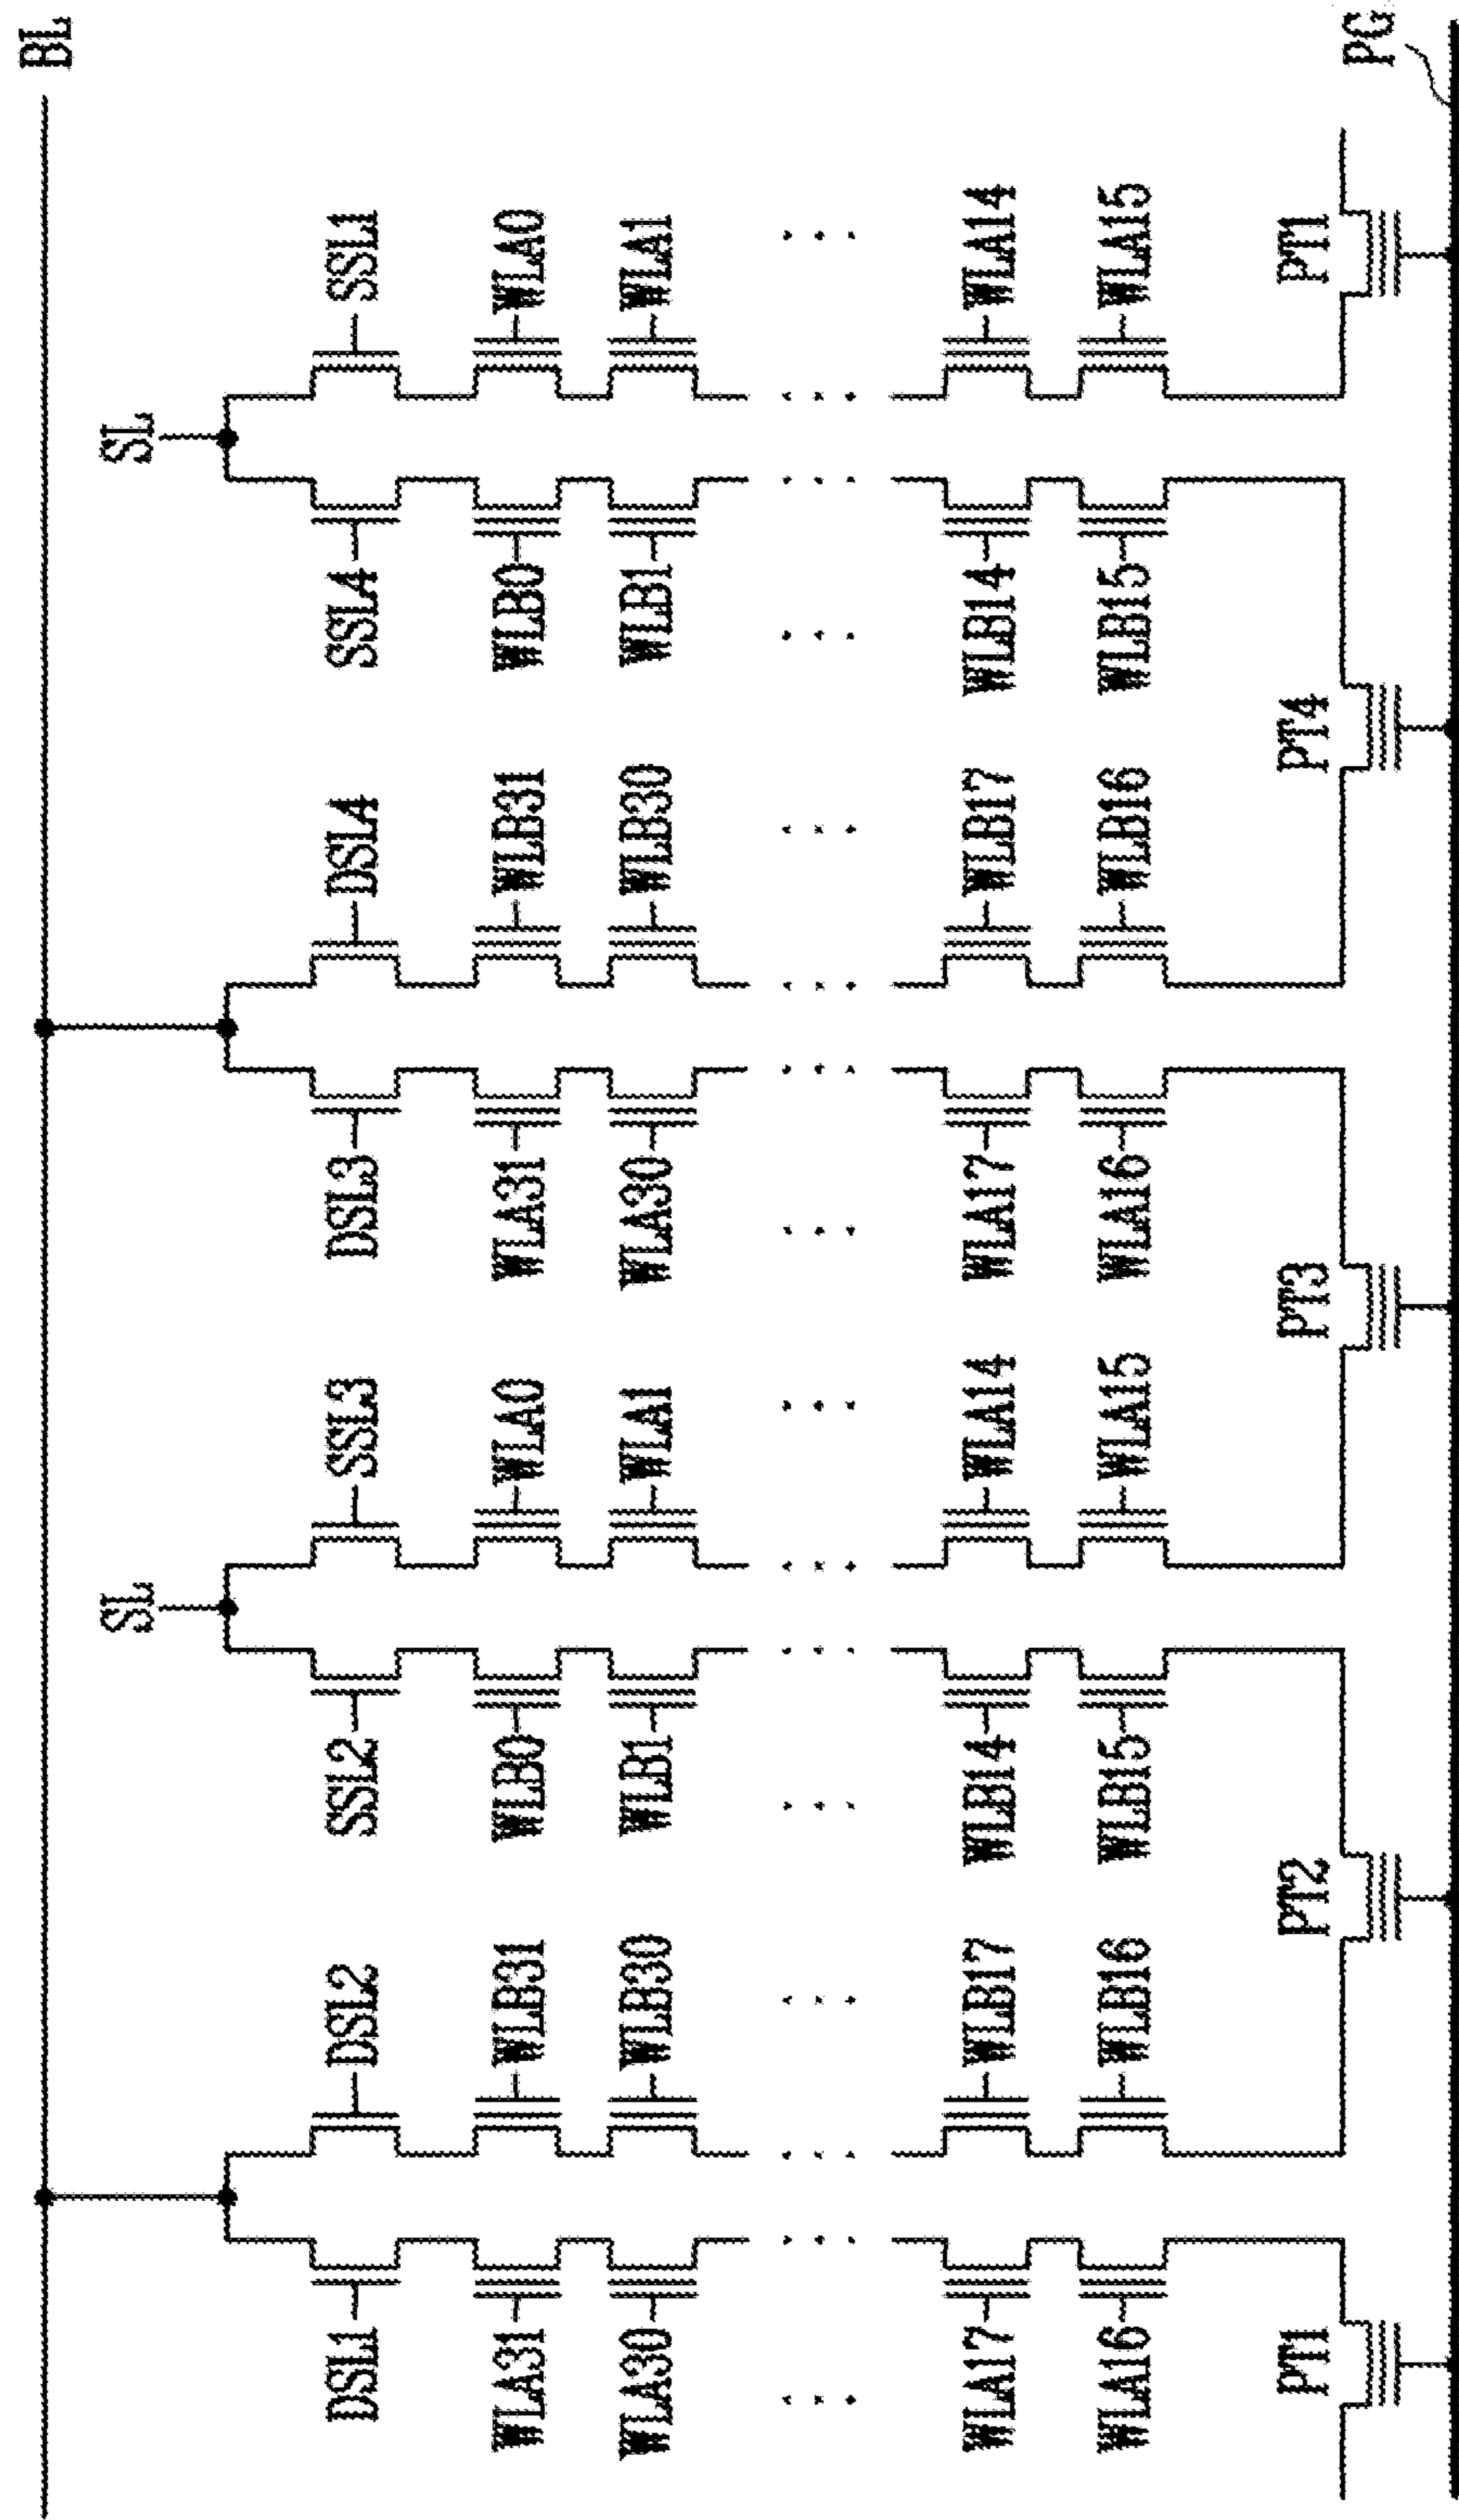 BL
SL SL
DSL1 DSL2 SSL2 SSL3 DSL3 DSL4 SSL4 SSL1
WLA31 WLB31 WLB0 WLA0 WLA31 WLB31 WLB0 WLA0
WLA30 WLB30 WLB1 WLA1 WLA30 WLB30 WLB1 WLA1
WLA17 WLB17 WLB14 WLA14 WLA17 WLB17 WLB14 WLA14
WLA16 WLB16 WLB15 WLA15 WLA16 WLB16 WLB15 WLA15
PT1 PT2 PT3 PT4 PT1
PG